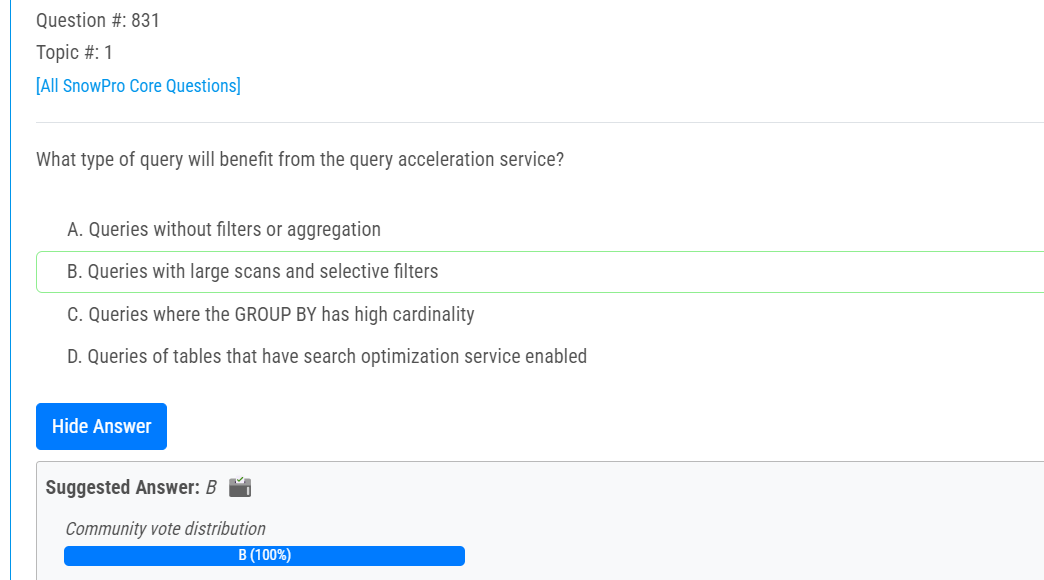 Question #: 831
Topic #: 1
[All SnowPro Core Questions]
What type of query will benefit from the query acceleration service?
A. Queries without filters or aggregation
B. Queries with large scans and selective filters
C. Queries where the GROUP BY has high cardinality
D. Queries of tables that have search optimization service enabled
Hide Answer
Suggested Answer: B
Community vote distribution
B (100%)